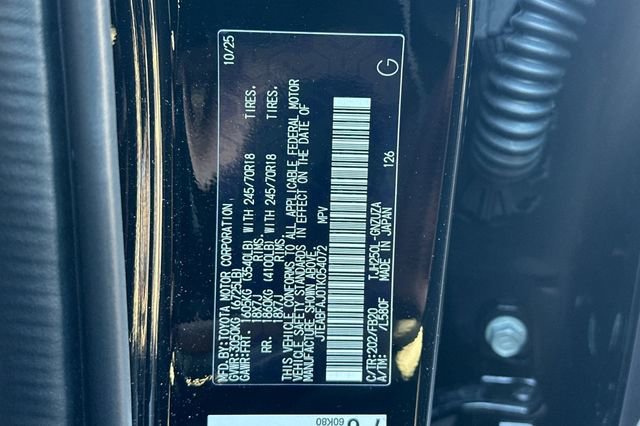 MFD.BY:TOYOTA MOTOR CORPORATION 10/25
GVWR:3050KG (6725LB)
GAWR:FRT. 1605KG (3540LB) WITH 245/70R18 TIRES.
18X7J RIMS.
RR. 1860KG (4100LB) WITH 245/70R18 TIRES.
18X7J RIMS.
THIS VEHICLE CONFORMS TO ALL APPLICABLE FEDERAL MOTOR
VEHICLE SAFETY STANDARDS IN EFFECT ON THE DATE OF
MANUFACTURE SHOWN ABOVE.
JTEABFAJ0TK054072 MPV
C/TR:202/FB20 TJH250L-GNZUZA
A/TM: /L580F MADE IN JAPAN
126
G
60K80